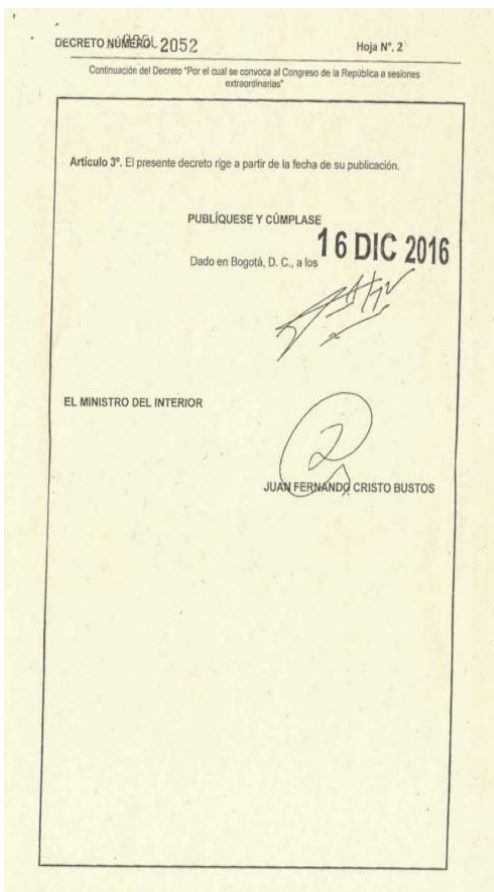 DECRETO NÚMERO 2052
Hoja N°. 2
Continuación del Decreto "Por el cual se convoca al Congreso de la República a sesiones
extraordinarias"
Artículo 3º. El presente decreto rige a partir de la fecha de su publicación.
PUBLÍQUESE Y CÚMPLASE
Dado en Bogotá, D. C., a los
16 DIC 2016
EL MINISTRO DEL INTERIOR
JUAN FERNANDO CRISTO BUSTOS